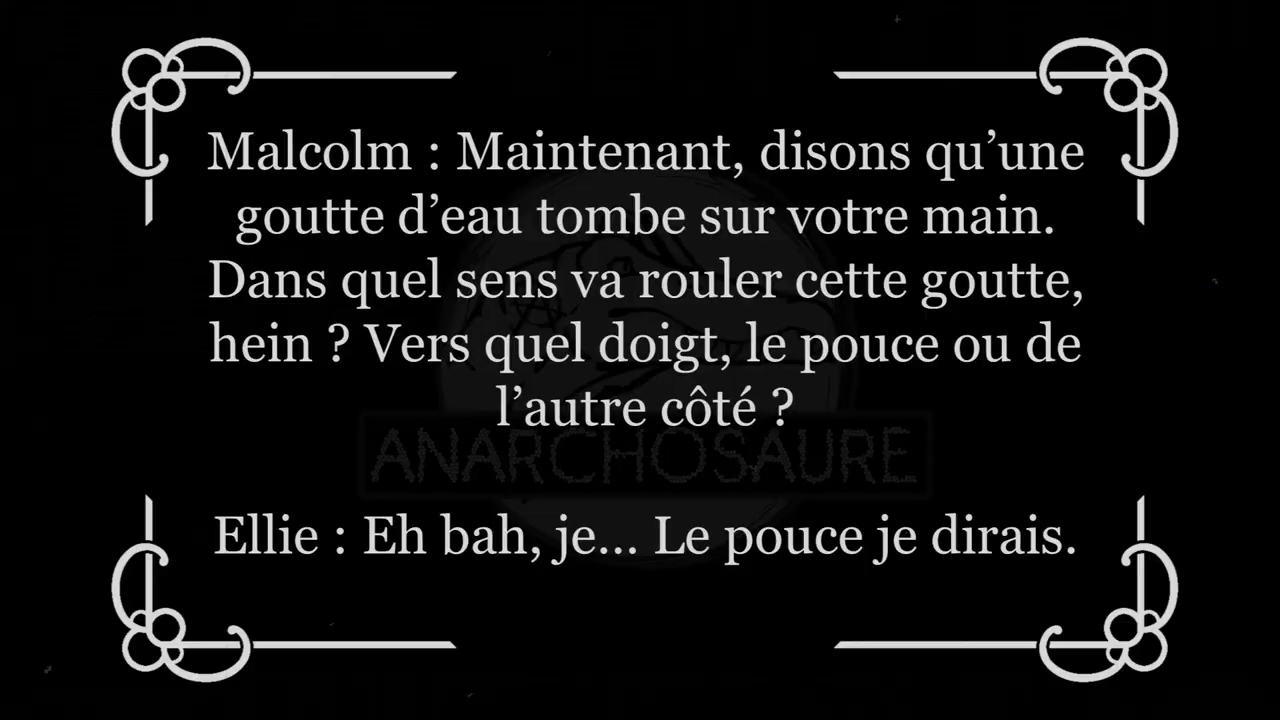 Malcolm : Maintenant, disons qu’une
goutte d’eau tombe sur votre main.
Dans quel sens va rouler cette goutte,
hein ? Vers quel doigt, le pouce ou de
l’autre côté ?
ANARCHOSAURE
Ellie : Eh bah, je... Le pouce je dirais.